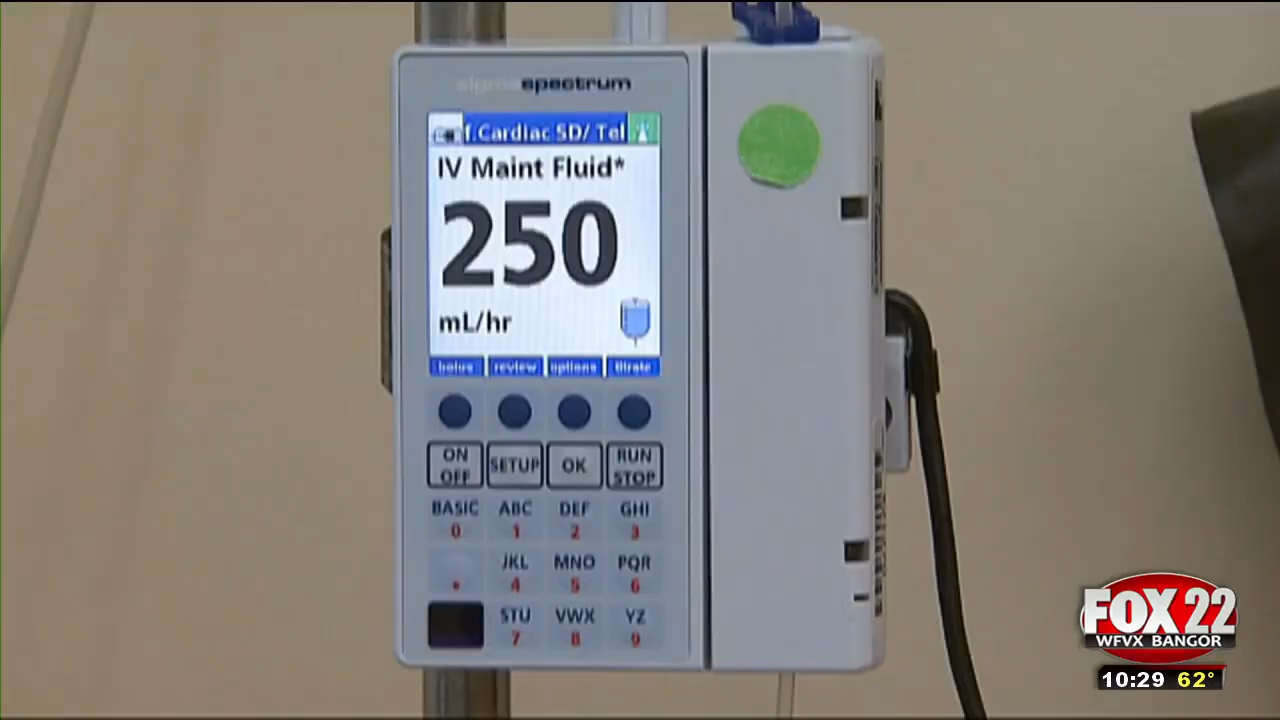 sigma spectrum
f. Cardiac SD/ Tel
IV Maint Fluid*
250
mL/hr
bolus review options titrate
ON OFF
SETUP
OK
RUN STOP
BASIC ABC DEF GHI
0 1 2 3
JKL MNO PQR
. 4 5 6
STU VWX YZ
7 8 9
FOX 22
WFVX BANGOR
10:29 62°